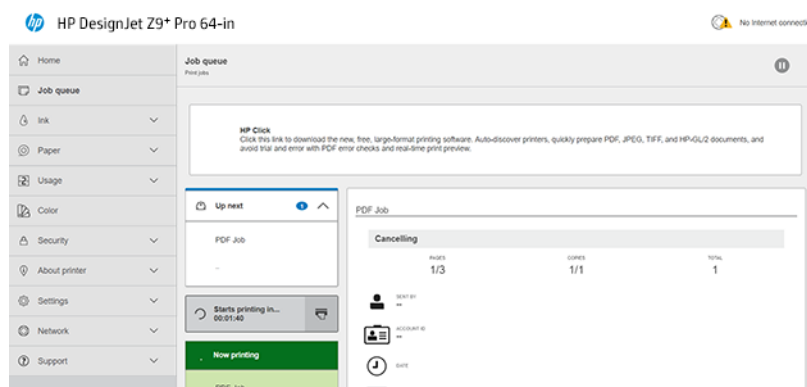 hp HP DesignJet Z9⁺ Pro 64-in
No Internet connecti
Home
Job queue
Ink
Paper
Usage
Color
Security
About printer
Settings
Network
Support
Job queue
Print jobs
HP Click
Click this link to download the new, free, large-format printing software. Auto-discover printers, quickly prepare PDF, JPEG, TIFF, and HP-GL/2 documents, and
avoid trial and error with PDF error checks and real-time print preview.
Up next 1
PDF Job
--
Starts printing in...
00:01:40
Now printing
PDF Job
PDF Job
Cancelling
PAGES COPIES TOTAL
1/3 1/1 1
SENT BY
--
ACCOUNT ID
--
DATE